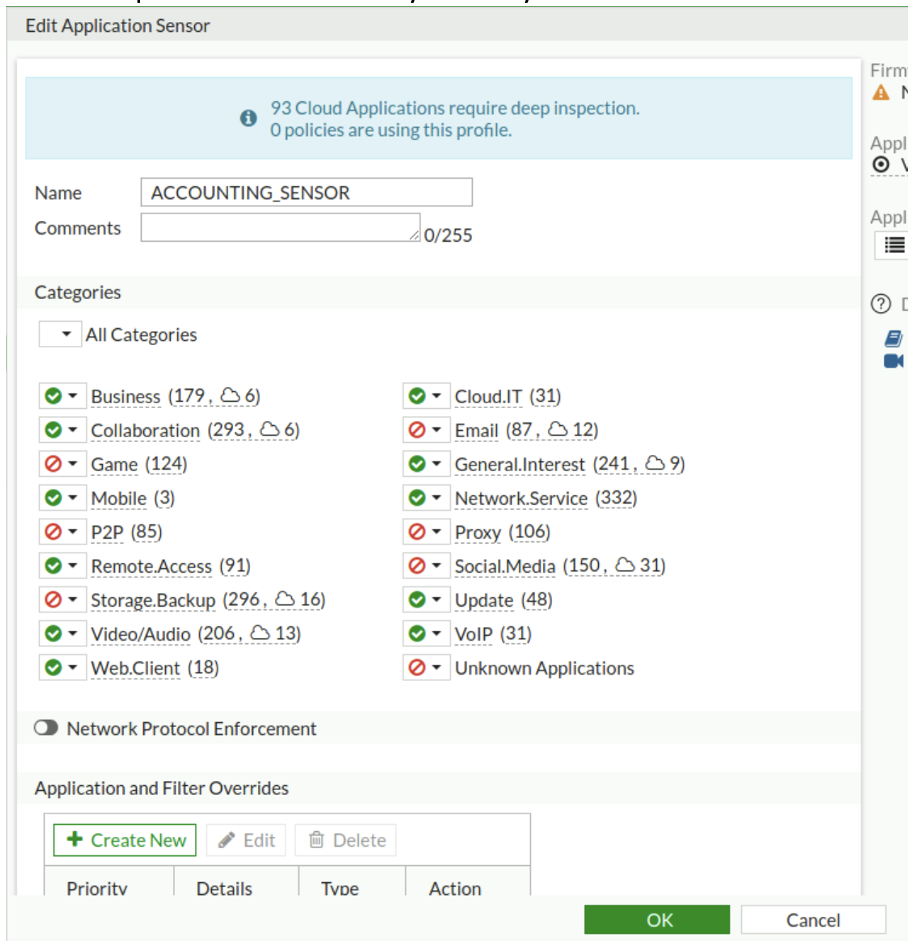 Edit Application Sensor
93 Cloud Applications require deep inspection.
0 policies are using this profile.
Name ACCOUNTING_SENSOR
Comments 0/255
Categories
All Categories
Business (179, 6) Cloud.IT (31)
Collaboration (293, 6) Email (87, 12)
Game (124) General.Interest (241, 9)
Mobile (3) Network.Service (332)
P2P (85) Proxy (106)
Remote.Access (91) Social.Media (150, 31)
Storage.Backup (296, 16) Update (48)
Video/Audio (206, 13) VoIP (31)
Web.Client (18) Unknown Applications
Network Protocol Enforcement
Application and Filter Overrides
+ Create New Edit Delete
Priority Details Type Action
OK Cancel
Firm
Appl
Appl